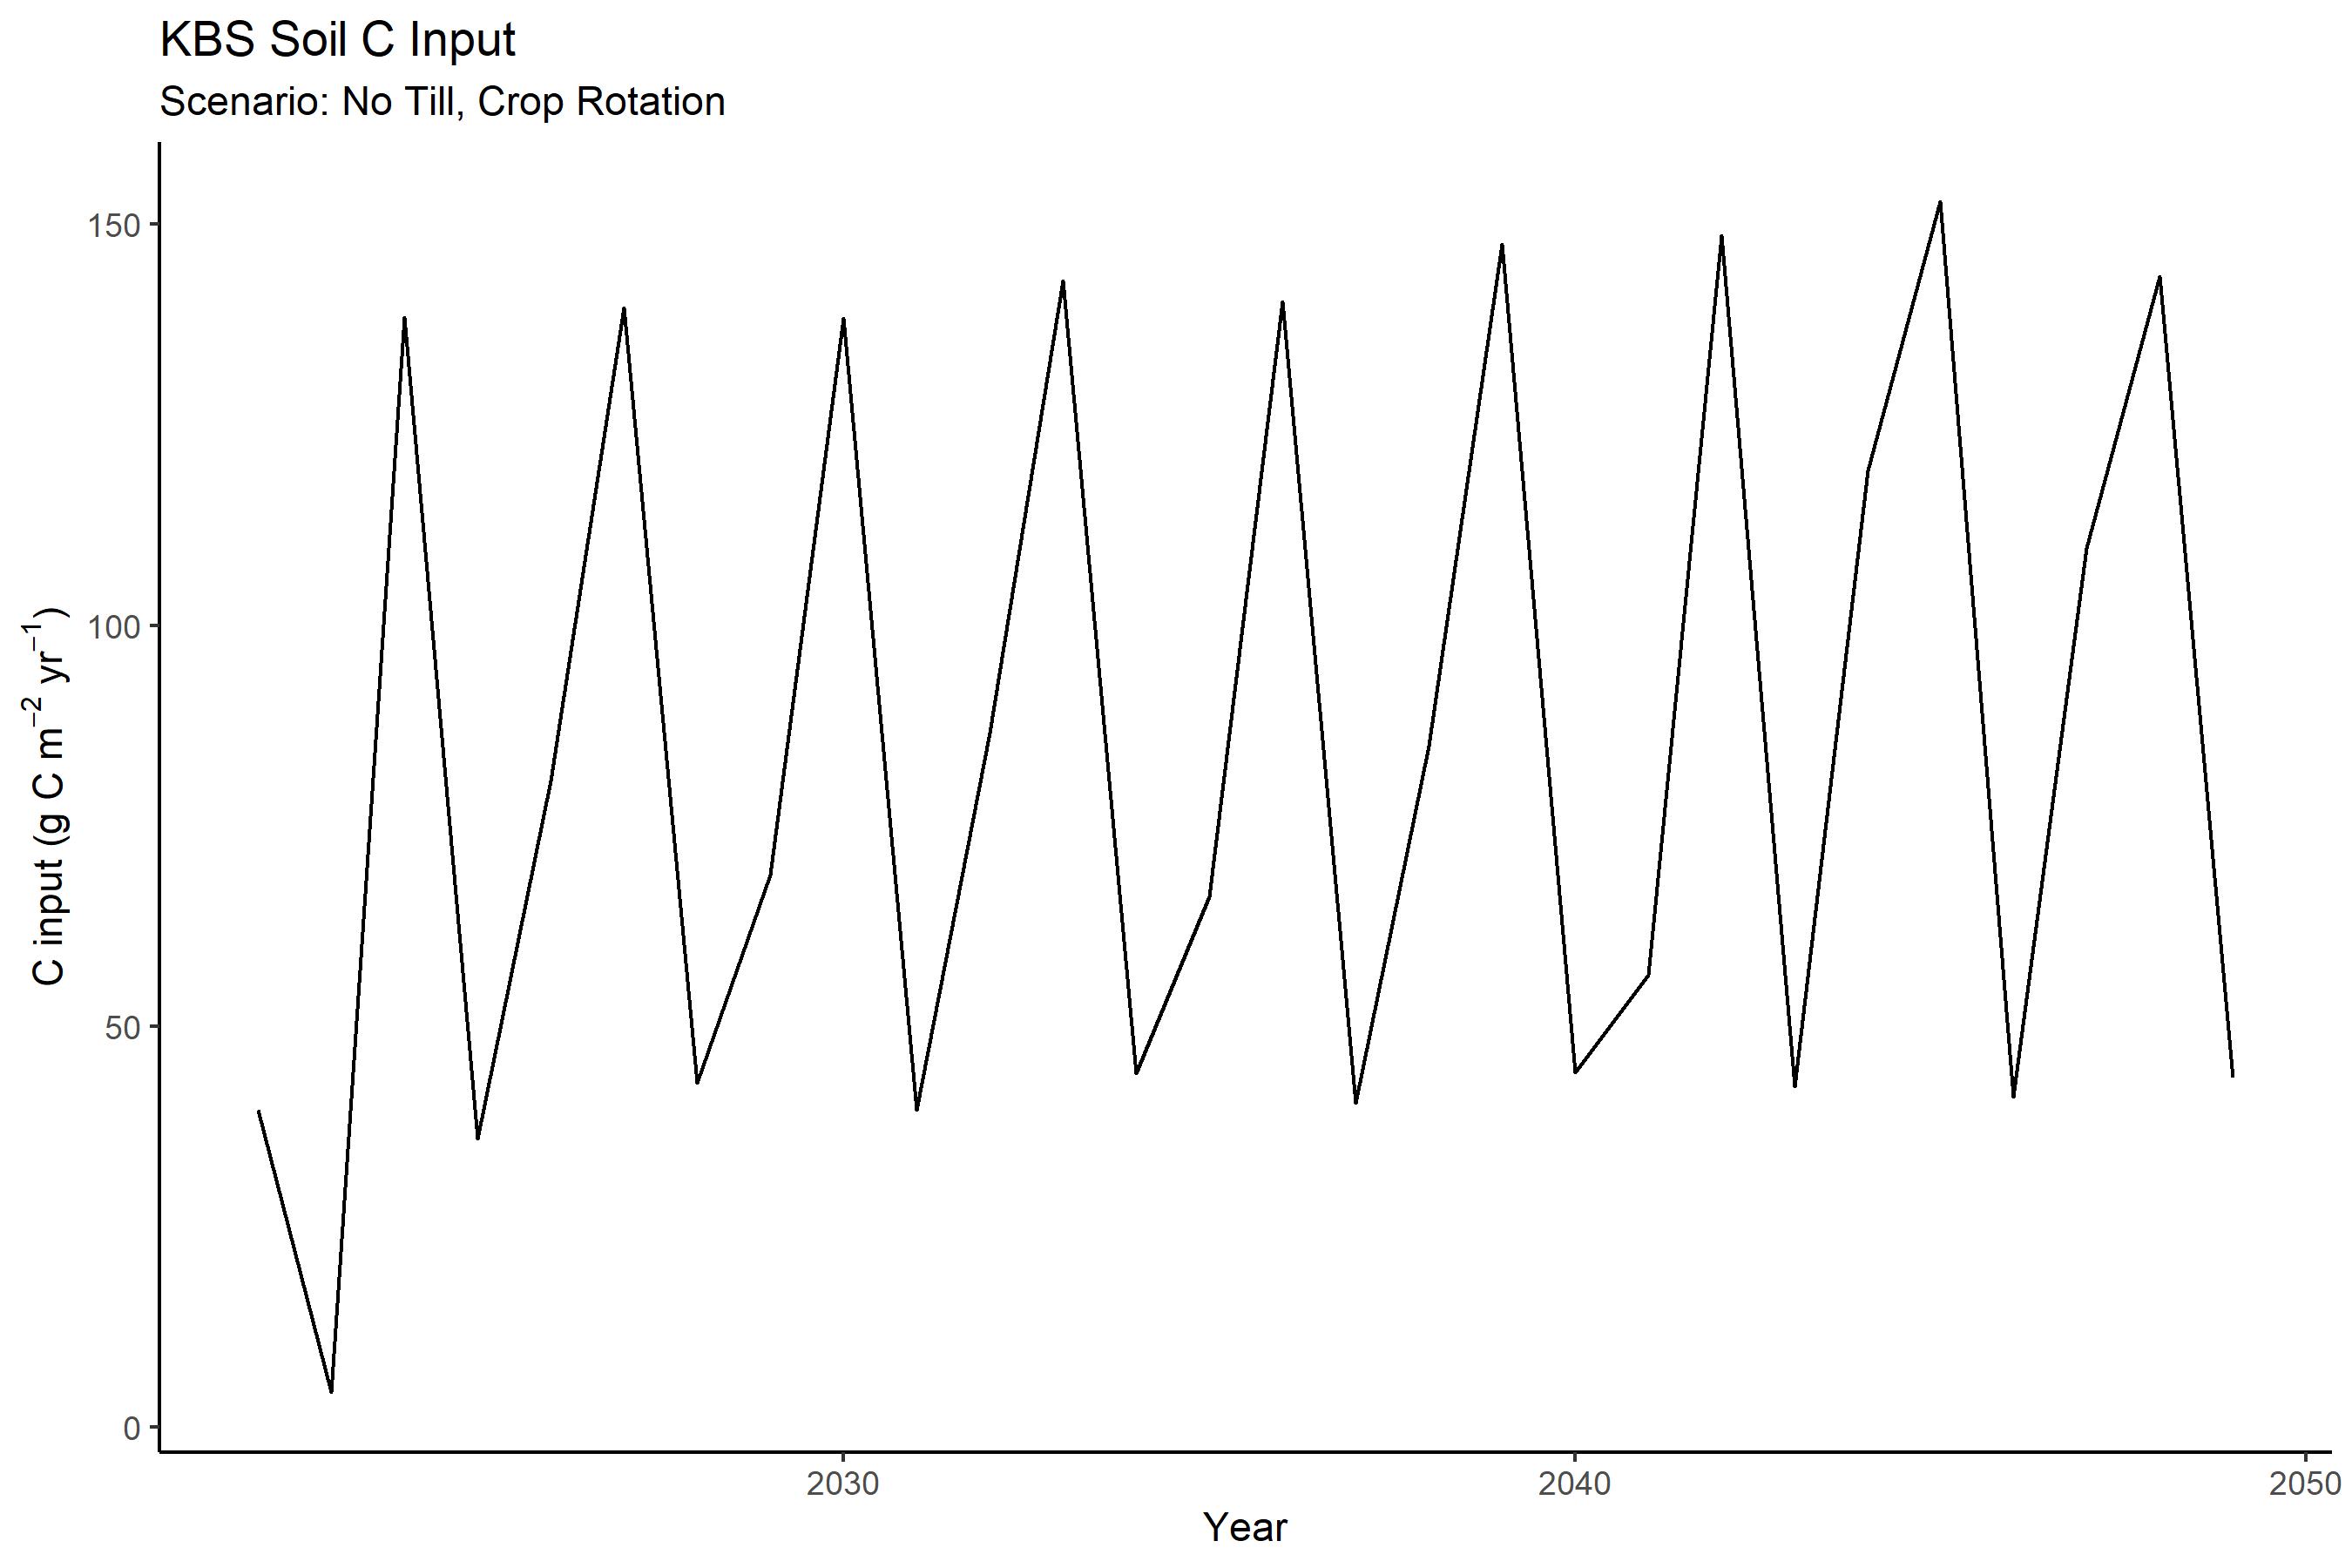 KBS Soil C Input
Scenario: No Till, Crop Rotation
150
100
50
0
C input (g C m⁻² yr⁻¹)
2030 2040 2050
Year